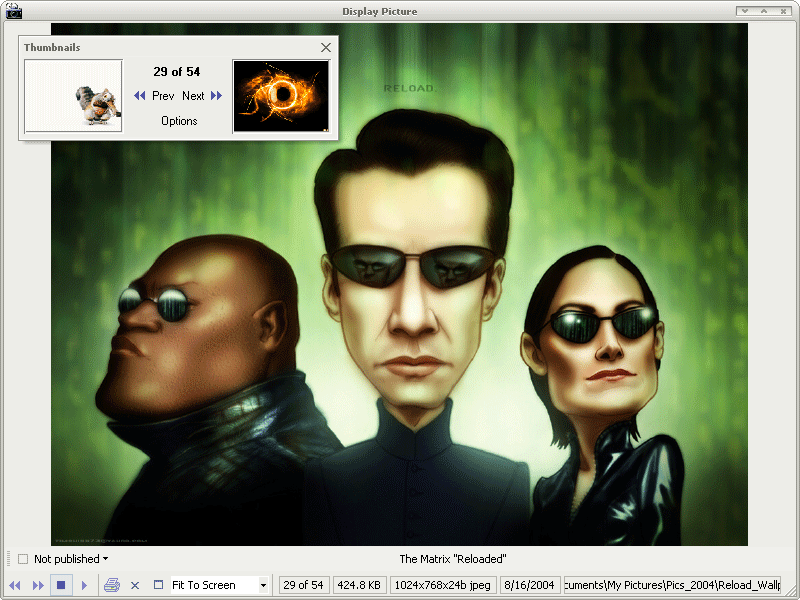 Display Picture
Thumbnails
29 of 54
Prev Next
Options
RELOAD.
Not published
The Matrix "Reloaded"
Fit To Screen
29 of 54
424.8 KB
1024x768x24b jpeg
8/16/2004
cuments\My Pictures\Pics_2004\Reload_Wallp